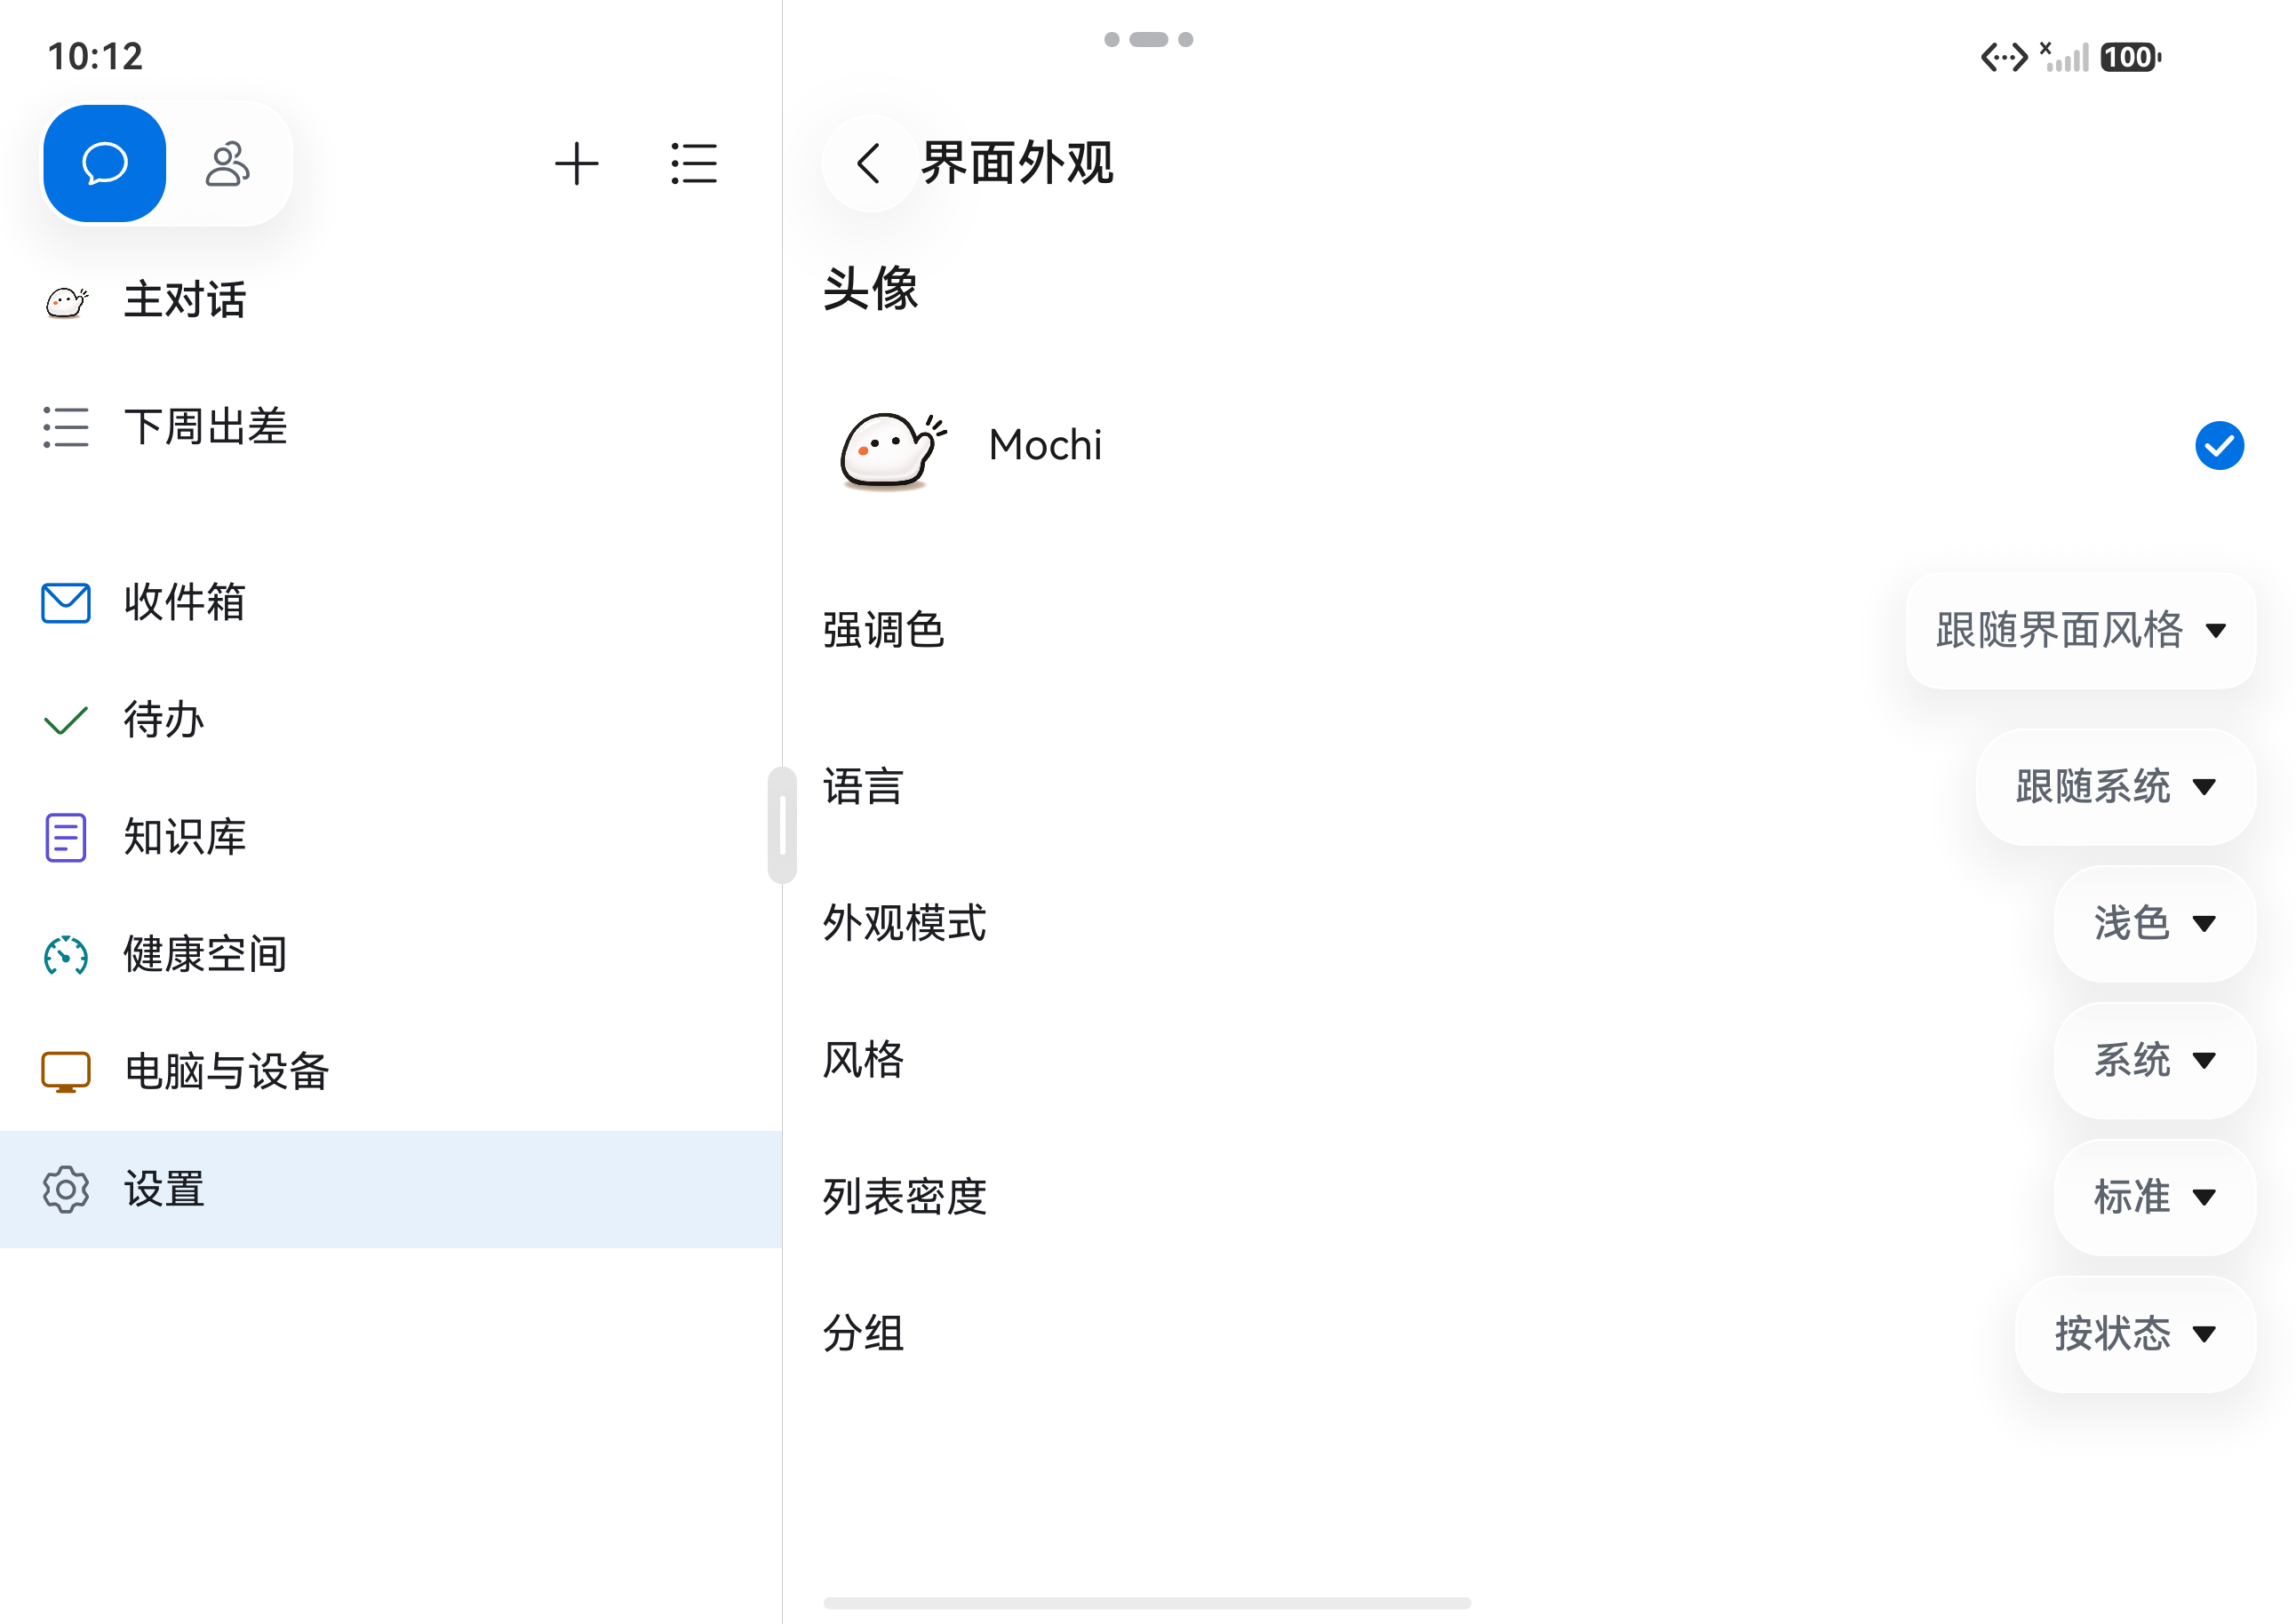 10:12
100
界面外观
主对话
下周出差
收件箱
待办
知识库
健康空间
电脑与设备
设置
头像
Mochi
强调色 跟随界面风格
语言 跟随系统
外观模式 浅色
风格 系统
列表密度 标准
分组 按状态